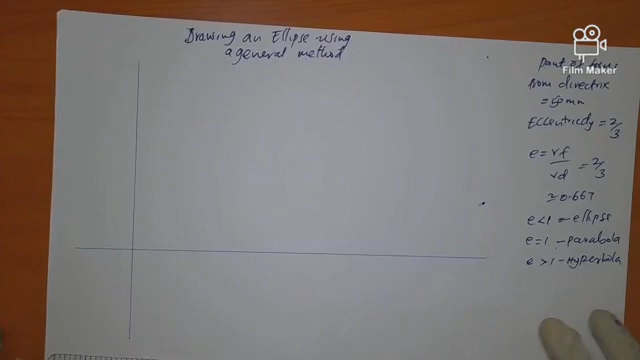 Drawing an Ellipse using
a general method
Film Maker
Point of focus
from directrix
= 50mm
Eccentricity = 2/3
e = vf/vd = 2/3
≈ 0.667
e < 1 = ellipse
e = 1 - parabola
e > 1 - Hyperbola